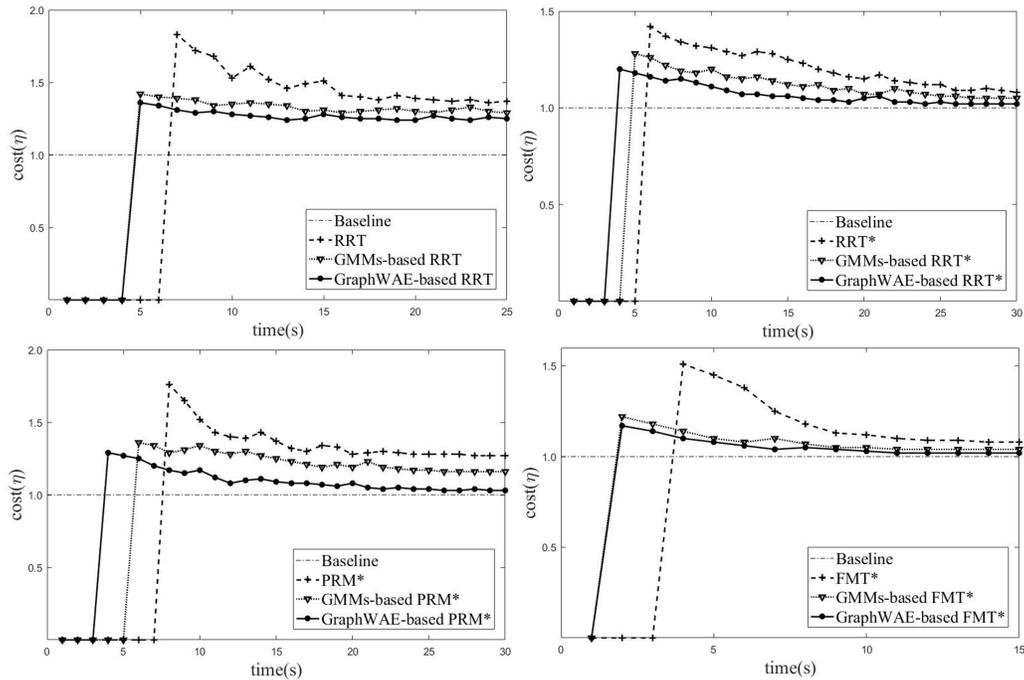 2.0
1.5
1.0
0.5
cost(η)
0
5
10
15
20
25
time(s)
Baseline
RRT
GMMs-based RRT
GraphWAE-based RRT
1.5
1.0
0.5
cost(η)
0
5
10
15
20
25
30
time(s)
Baseline
RRT*
GMMs-based RRT*
GraphWAE-based RRT*
2.0
1.5
1.0
0.5
cost(η)
0
5
10
15
20
25
30
time(s)
Baseline
PRM*
GMMs-based PRM*
GraphWAE-based PRM*
1.5
1.0
0.5
cost(η)
0
5
10
15
time(s)
Baseline
FMT*
GMMs-based FMT*
GraphWAE-based FMT*